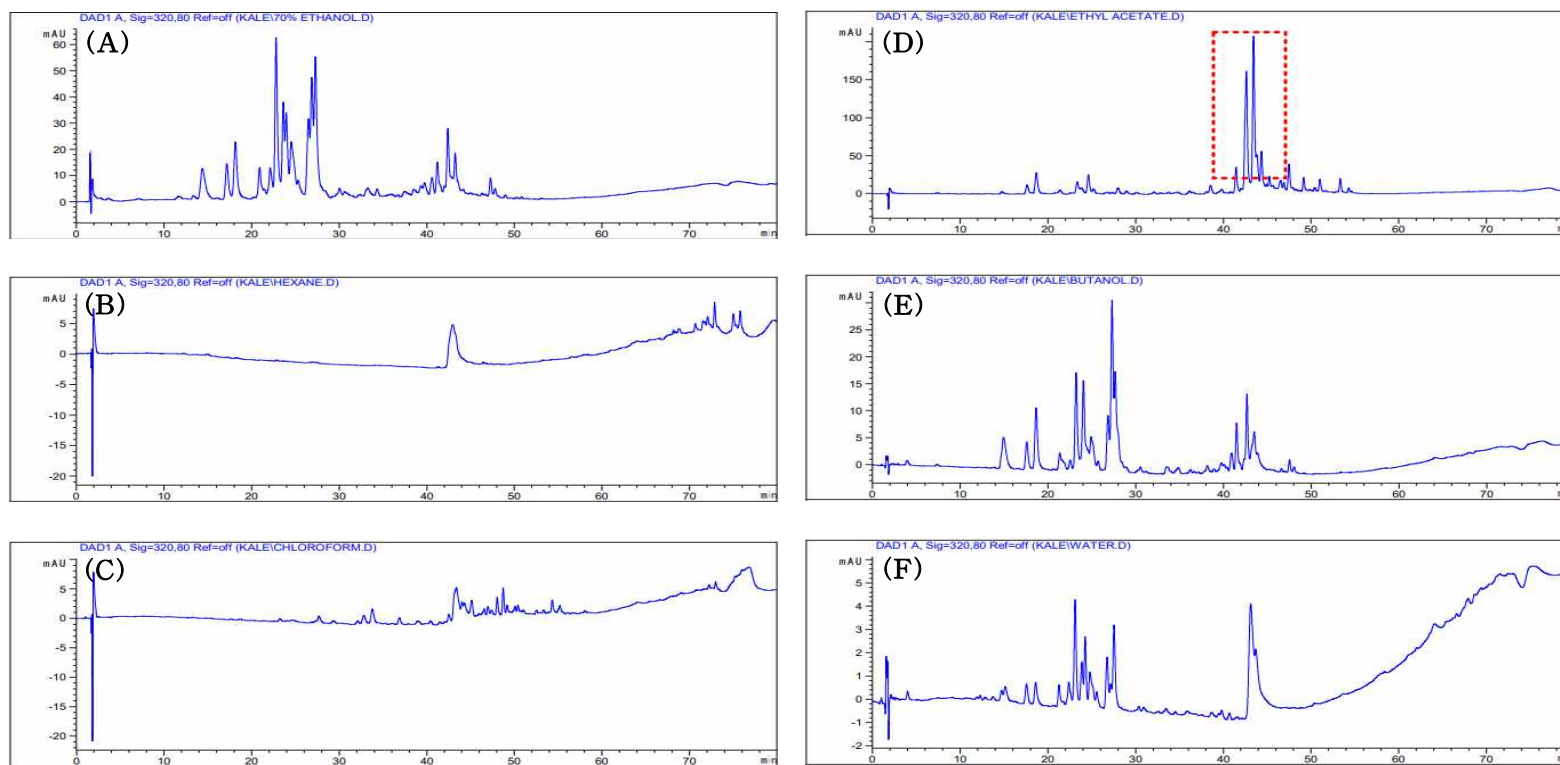 DAD1 A, Sig=320,80 Ref=off (KALE\70% ETHANOL.D)
mAU
(A)
60
50
40
30
20
10
0
0 10 20 30 40 50 60 70 min
DAD1 A, Sig=320,80 Ref=off (KALE\HEXANE.D)
mAU
(B)
5
0
-5
-10
-15
-20
0 10 20 30 40 50 60 70 min
DAD1 A, Sig=320,80 Ref=off (KALE\CHLOROFORM.D)
mAU
(C)
5
0
-5
-10
-15
-20
0 10 20 30 40 50 60 70 min
DAD1 A, Sig=320,80 Ref=off (KALE\ETHYL ACETATE.D)
mAU
(D)
150
100
50
0
0 10 20 30 40 50 60 70
DAD1 A, Sig=320,80 Ref=off (KALE\BUTANOL.D)
mAU
(E)
25
20
15
10
5
0
0 10 20 30 40 50 60 70
DAD1 A, Sig=320,80 Ref=off (KALE\WATER.D)
mAU
(F)
5
4
3
2
1
0
-1
-2
0 10 20 30 40 50 60 70